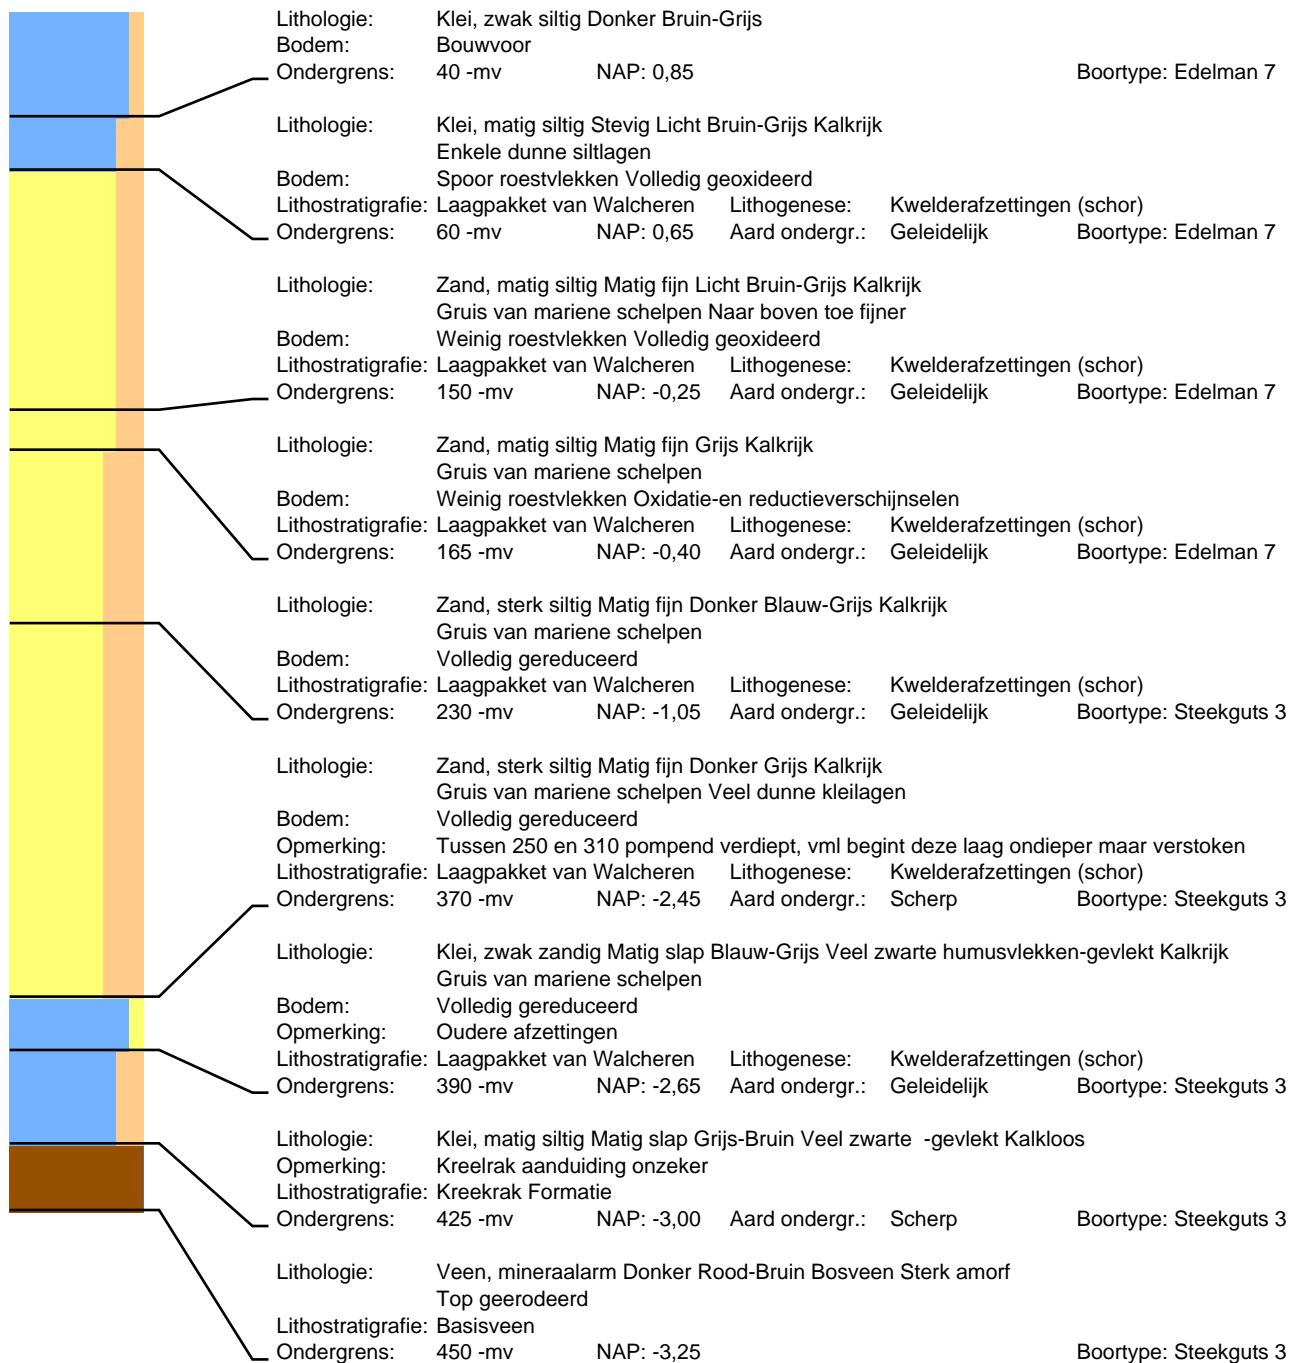 Lithologie: Klei, zwak siltig Donker Bruin-Grijs
Bodem: Bouwvoor
Ondergrens: 40 -mv NAP: 0,85 Boortype: Edelman 7
Lithologie: Klei, matig siltig Stevig Licht Bruin-Grijs Kalkrijk
Enkele dunne siltlagen
Bodem: Spoor roestvlekken Volledig geoxideerd
Lithostratigrafie: Laagpakket van Walcheren Lithogenese: Kwelderafzettingen (schor)
Ondergrens: 60 -mv NAP: 0,65 Aard ondergr.: Geleidelijk Boortype: Edelman 7
Lithologie: Zand, matig siltig Matig fijn Licht Bruin-Grijs Kalkrijk
Gruis van mariene schelpen Naar boven toe fijner
Bodem: Weinig roestvlekken Volledig geoxideerd
Lithostratigrafie: Laagpakket van Walcheren Lithogenese: Kwelderafzettingen (schor)
Ondergrens: 150 -mv NAP: -0,25 Aard ondergr.: Geleidelijk Boortype: Edelman 7
Lithologie: Zand, matig siltig Matig fijn Grijs Kalkrijk
Gruis van mariene schelpen
Bodem: Weinig roestvlekken Oxidatie-en reductieverschijnselen
Lithostratigrafie: Laagpakket van Walcheren Lithogenese: Kwelderafzettingen (schor)
Ondergrens: 165 -mv NAP: -0,40 Aard ondergr.: Geleidelijk Boortype: Edelman 7
Lithologie: Zand, sterk siltig Matig fijn Donker Blauw-Grijs Kalkrijk
Gruis van mariene schelpen
Bodem: Volledig gereduceerd
Lithostratigrafie: Laagpakket van Walcheren Lithogenese: Kwelderafzettingen (schor)
Ondergrens: 230 -mv NAP: -1,05 Aard ondergr.: Geleidelijk Boortype: Steekguts 3
Lithologie: Zand, sterk siltig Matig fijn Donker Grijs Kalkrijk
Gruis van mariene schelpen Veel dunne kleilagen
Bodem: Volledig gereduceerd
Opmerking: Tussen 250 en 310 pompend verdiept, vml begint deze laag ondieper maar verstoken
Lithostratigrafie: Laagpakket van Walcheren Lithogenese: Kwelderafzettingen (schor)
Ondergrens: 370 -mv NAP: -2,45 Aard ondergr.: Scherp Boortype: Steekguts 3
Lithologie: Klei, zwak zandig Matig slap Blauw-Grijs Veel zwarte humusvlekken-gevlekt Kalkrijk
Gruis van mariene schelpen
Bodem: Volledig gereduceerd
Opmerking: Oudere afzettingen
Lithostratigrafie: Laagpakket van Walcheren Lithogenese: Kwelderafzettingen (schor)
Ondergrens: 390 -mv NAP: -2,65 Aard ondergr.: Geleidelijk Boortype: Steekguts 3
Lithologie: Klei, matig siltig Matig slap Grijs-Bruin Veel zwarte -gevlekt Kalkloos
Opmerking: Kreelrak aanduiding onzeker
Lithostratigrafie: Kreekrak Formatie
Ondergrens: 425 -mv NAP: -3,00 Aard ondergr.: Scherp Boortype: Steekguts 3
Lithologie: Veen, mineraalarm Donker Rood-Bruin Bosveen Sterk amorf
Top geerodeerd
Lithostratigrafie: Basisveen
Ondergrens: 450 -mv NAP: -3,25 Boortype: Steekguts 3